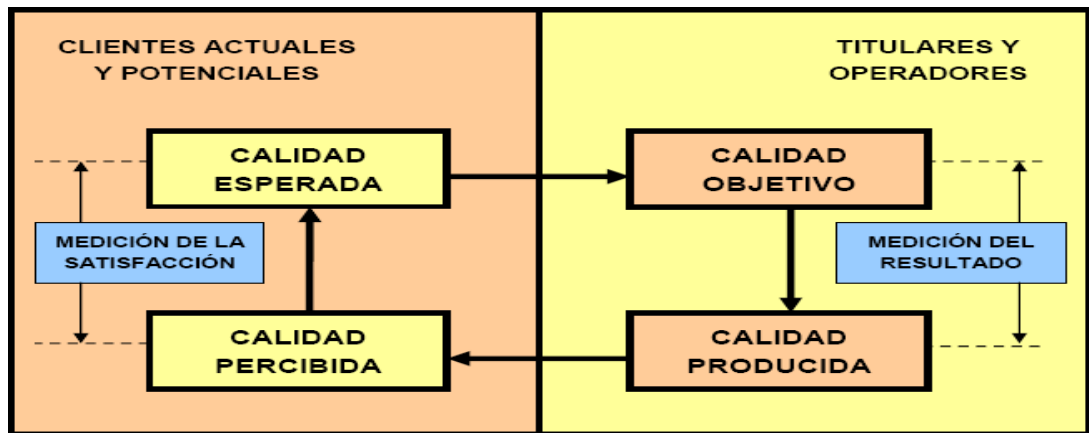 CLIENTES ACTUALES
Y POTENCIALES
TITULARES Y
OPERADORES
CALIDAD
ESPERADA
CALIDAD
OBJETIVO
MEDICIÓN DE LA
SATISFACCIÓN
MEDICIÓN DEL
RESULTADO
CALIDAD
PERCIBIDA
CALIDAD
PRODUCIDA